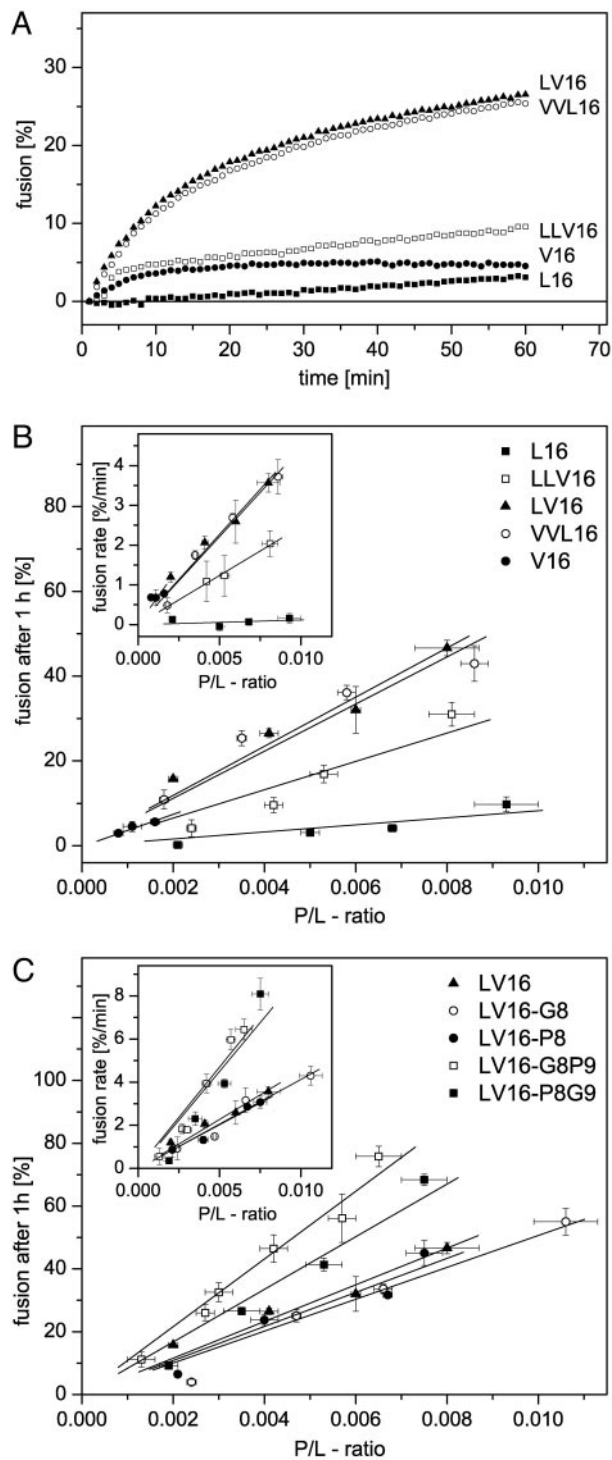 A
fusion [%]
30
20
10
0
LV16
VVL16
LLV16
V16
L16
0 10 20 30 40 50 60 70
time [min]
B
fusion after 1 h [%]
80
60
40
20
0
fusion rate [%/min]
4
3
2
1
0
0.000 0.005 0.010
P/L - ratio
L16
LLV16
LV16
VVL16
V16
0.000 0.002 0.004 0.006 0.008 0.010
P/L - ratio
C
fusion after 1h [%]
100
80
60
40
20
0
fusion rate [%/min]
8
6
4
2
0
0.000 0.005 0.010
P/L - ratio
LV16
LV16-G8
LV16-P8
LV16-G8P9
LV16-P8G9
0.000 0.002 0.004 0.006 0.008 0.010
P/L - ratio